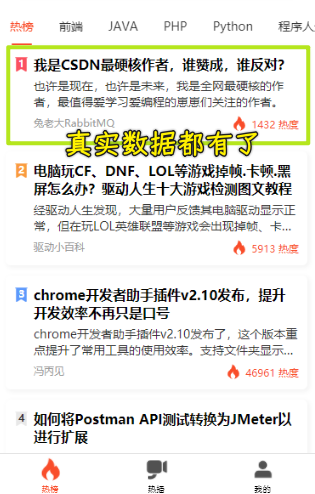 热榜 前端 JAVA PHP Python 程序人
1 我是CSDN最硬核作者，谁赞成，谁反对？
也许是现在，也许是未来，我是全网最硬核的作
者，最值得爱学习爱编程的崽崽们关注的作者。
兔老大RabbitMQ 1432 热度
真实数据都有了
2 电脑玩CF、DNF、LOL等游戏掉帧.卡顿.黑
屏怎么办？驱动人生十大游戏检测图文教程
经驱动人生发现，大量用户反馈其电脑驱动显示正
常，但在玩LOL英雄联盟等游戏会出现掉帧、卡...
驱动小百科 5913 热度
3 chrome开发者助手插件v2.10发布，提升
开发效率不再只是口号
chrome开发者助手插件v2.10发布了，这个版本重
点提升了常用工具的使用效率。支持文件夹显示...
冯丙见 46961 热度
4 如何将Postman API测试转换为JMeter以
进行扩展
热榜 热播 我的